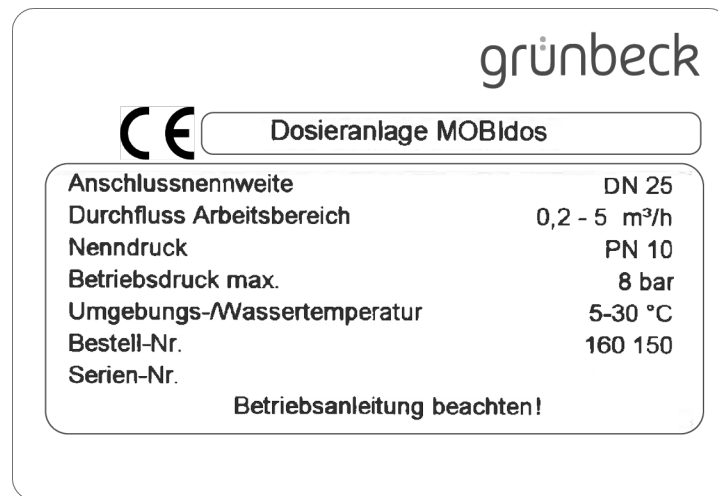 grünbeck
CE Dosieranlage MOBIdos
Anschlussnennweite DN 25
Durchfluss Arbeitsbereich 0,2 - 5 m³/h
Nenndruck PN 10
Betriebsdruck max. 8 bar
Umgebungs-/Wassertemperatur 5-30 °C
Bestell-Nr. 160 150
Serien-Nr.
Betriebsanleitung beachten!